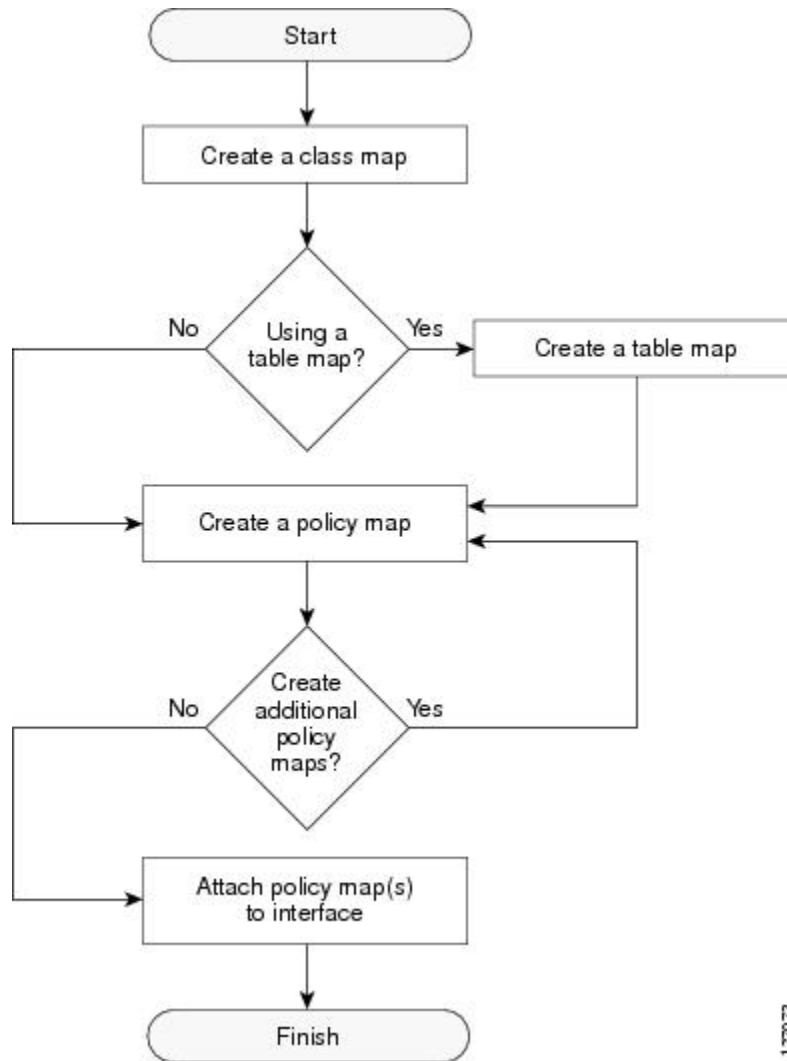 Start
Create a class map
No
Using a
table map?
Yes
Create a table map
Create a policy map
No
Create
additional
policy
maps?
Yes
Attach policy map(s)
to interface
Finish